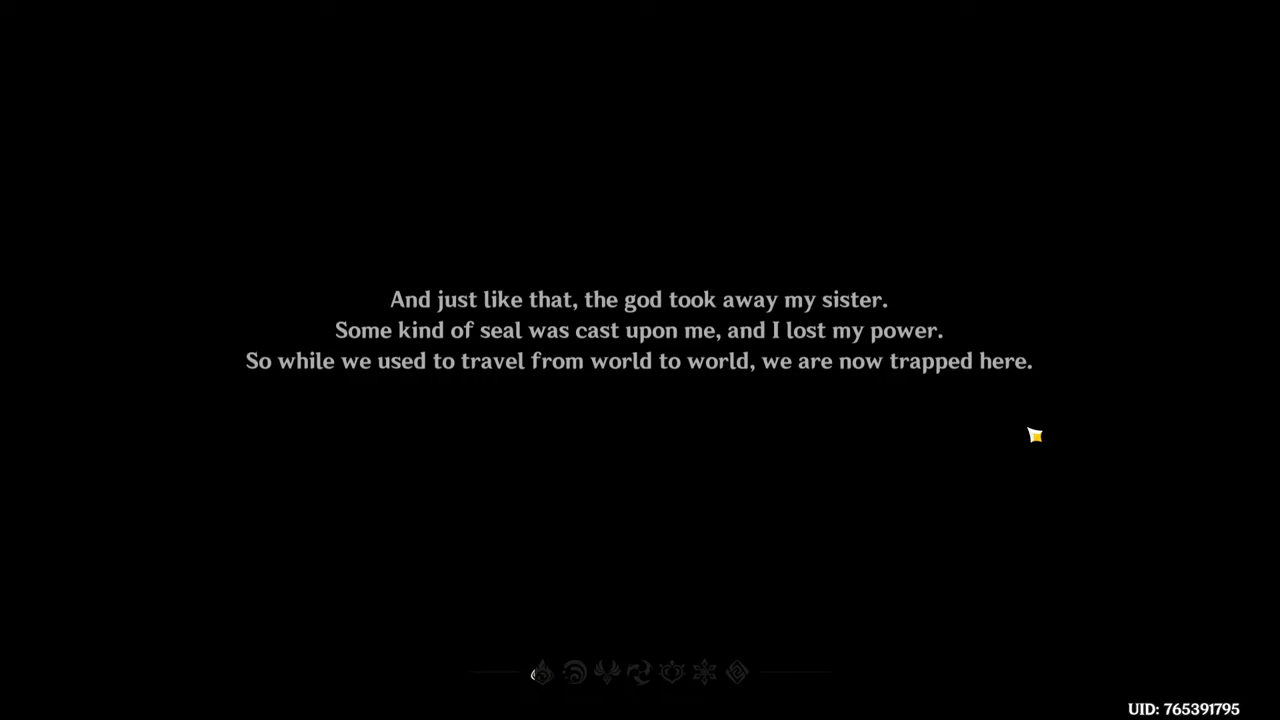 And just like that, the god took away my sister.
Some kind of seal was cast upon me, and I lost my power.
So while we used to travel from world to world, we are now trapped here.
UID: 765391795